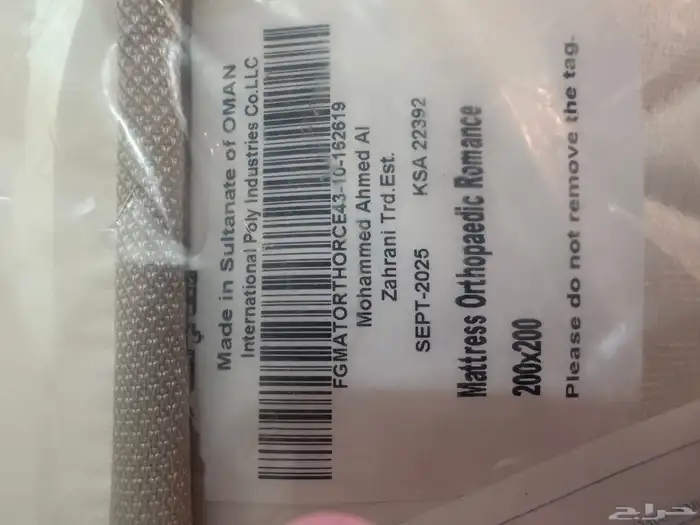 Made in Sultanate of OMAN
International Poly Industries Co.LLC
FGMATORTHORCE43-10-162619
Mohammed Ahmed Al
Zahrani Trd.Est.
SEPT-2025 KSA 22392
Mattress Orthopaedic Romance
200x200
Please do not remove the tag.
حراج